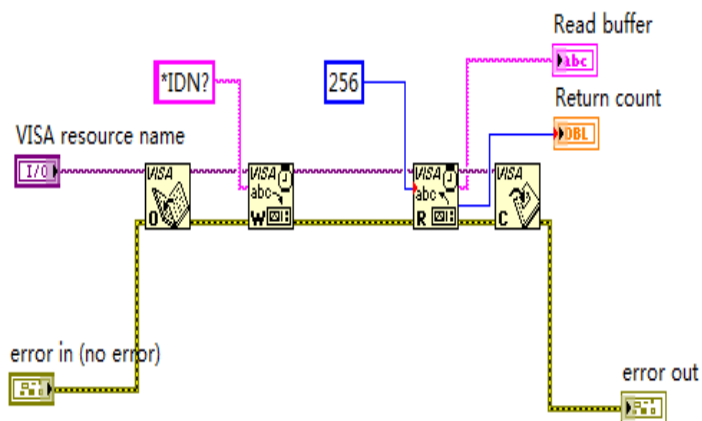 Read buffer
abc
*IDN?
256
Return count
DBL
VISA resource name
I/O
VISA
O
VISA
abc
W
VISA
abc
R
VISA
C
error in (no error)
error out